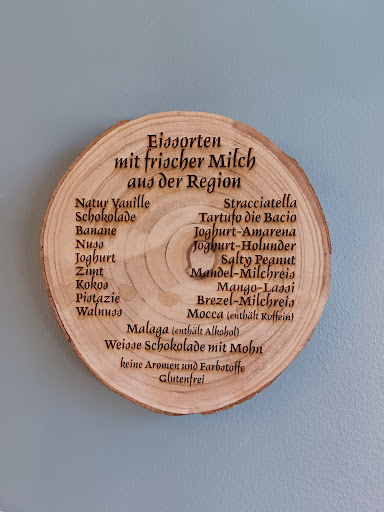 Eissorten
mit frischer Milch
aus der Region
Natur Vanille
Schokolade
Banane
Nuss
Joghurt
Zimt
Kokos
Pistazie
Walnuss
Stracciatella
Tartufo die Bacio
Joghurt-Amarena
Joghurt-Holunder
Salty Peanut
Mandel-Milchreis
Mango-Lassi
Brezel-Milchreis
Mocca (enthält Koffein)
Malaga (enthält Alkohol)
Weisse Schokolade mit Mohn
keine Aromen und Farbstoffe
Glutenfrei